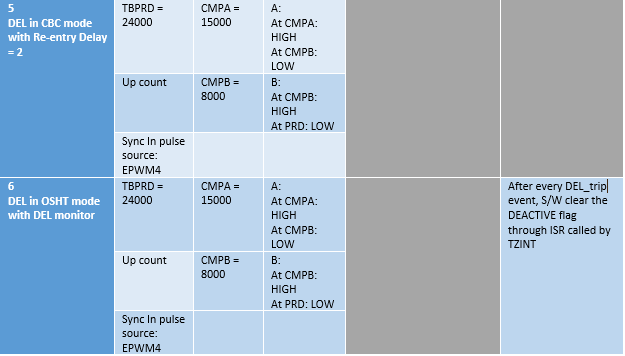 5
DEL in CBC mode
with Re-entry Delay
= 2
TBPRD =
24000
CMPA =
15000
A:
At CMPA:
HIGH
At CMPB:
LOW
Up count
CMPB =
8000
B:
At CMPB:
HIGH
At PRD: LOW
Sync In pulse
source:
EPWM4
6
DEL in OSHT mode
with DEL monitor
TBPRD =
24000
CMPA =
15000
A:
At CMPA:
HIGH
At CMPB:
LOW
After every DEL_trip
event, S/W clear the
DEACTIVE flag
through ISR called by
TZINT
Up count
CMPB =
8000
B:
At CMPB:
HIGH
At PRD: LOW
Sync In pulse
source:
EPWM4